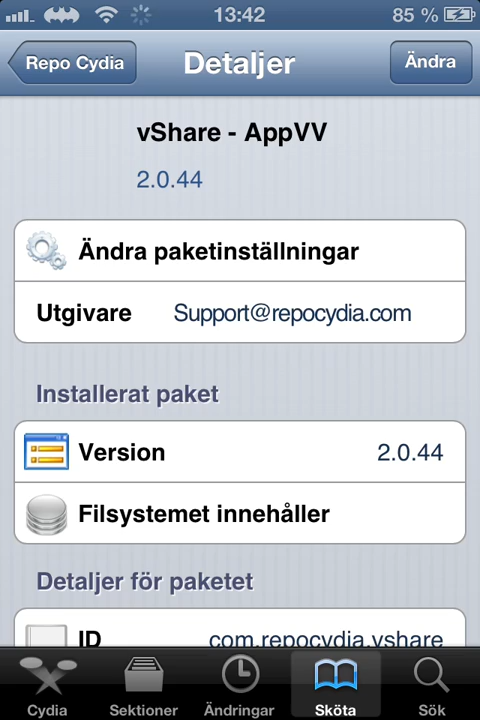 13:42
85 %
Repo Cydia
Detaljer
Ändra
vShare - AppVV
2.0.44
Ändra paketinställningar
Utgivare Support@repocydia.com
Installerat paket
Version 2.0.44
Filsystemet innehåller
Detaljer för paketet
ID com.repocydia.vshare
Cydia
Sektioner
Ändringar
Sköta
Sök